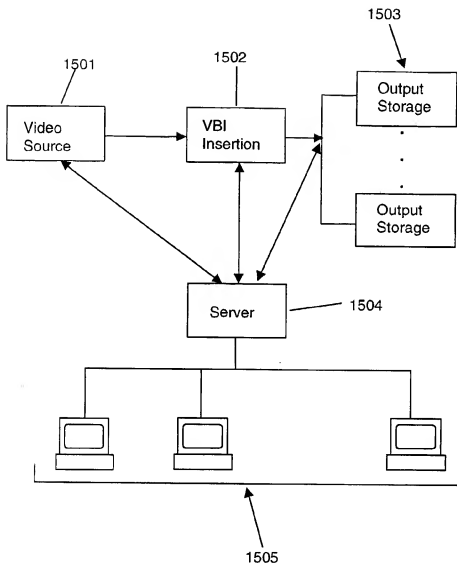 1503
1502
1501
Output
Storage
VBI
Insertion
Video
Source
Output
Storage
Server
1504
1505